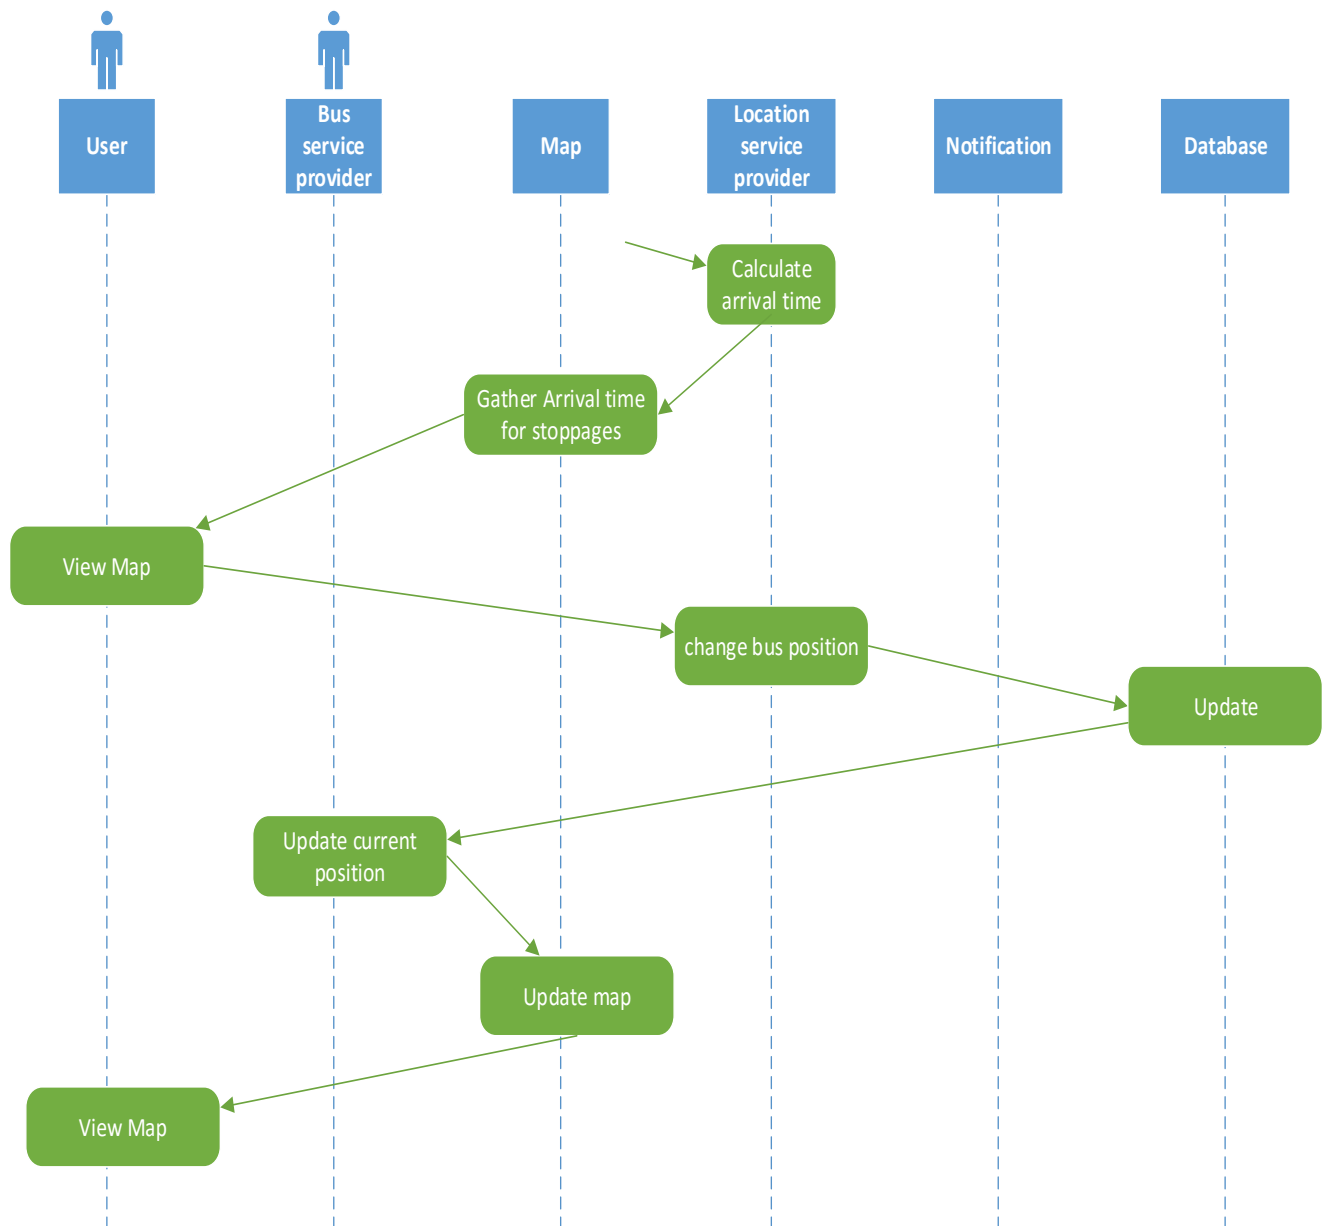 User
Bus
service
provider
Map
Location
service
provider
Notification
Database
Calculate
arrival time
Gather Arrival time
for stoppages
View Map
change bus position
Update
Update current
position
Update map
View Map